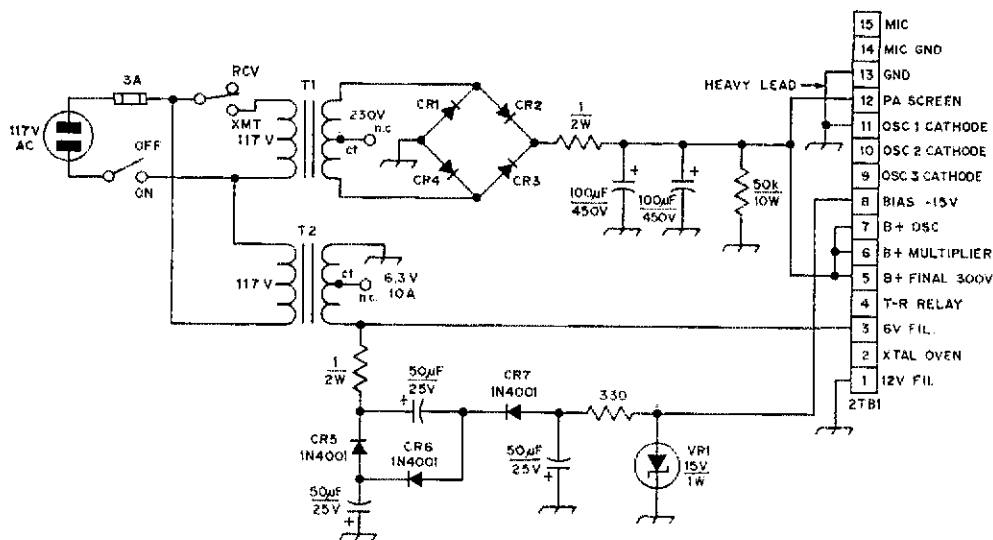 3A
RCV
XMT
117V
AC
OFF
ON
T1
117V
230V
ct
n.c.
CR1
CR2
CR4
CR3
1
2W
100µF
450V
100µF
450V
50k
10W
HEAVY LEAD
T2
117V
ct
n.c.
6.3V
10A
1
2W
50µF
25V
CR5
1N4001
CR6
1N4001
50µF
25V
CR7
1N4001
50µF
25V
330
VR1
15V
1W
15 MIC
14 MIC GND
13 GND
12 PA SCREEN
11 OSC 1 CATHODE
10 OSC 2 CATHODE
9 OSC 3 CATHODE
8 BIAS -15V
7 B+ OSC
6 B+ MULTIPLIER
5 B+ FINAL 300V
4 T-R RELAY
3 6V FIL.
2 XTAL OVEN
1 12V FIL
2TB1